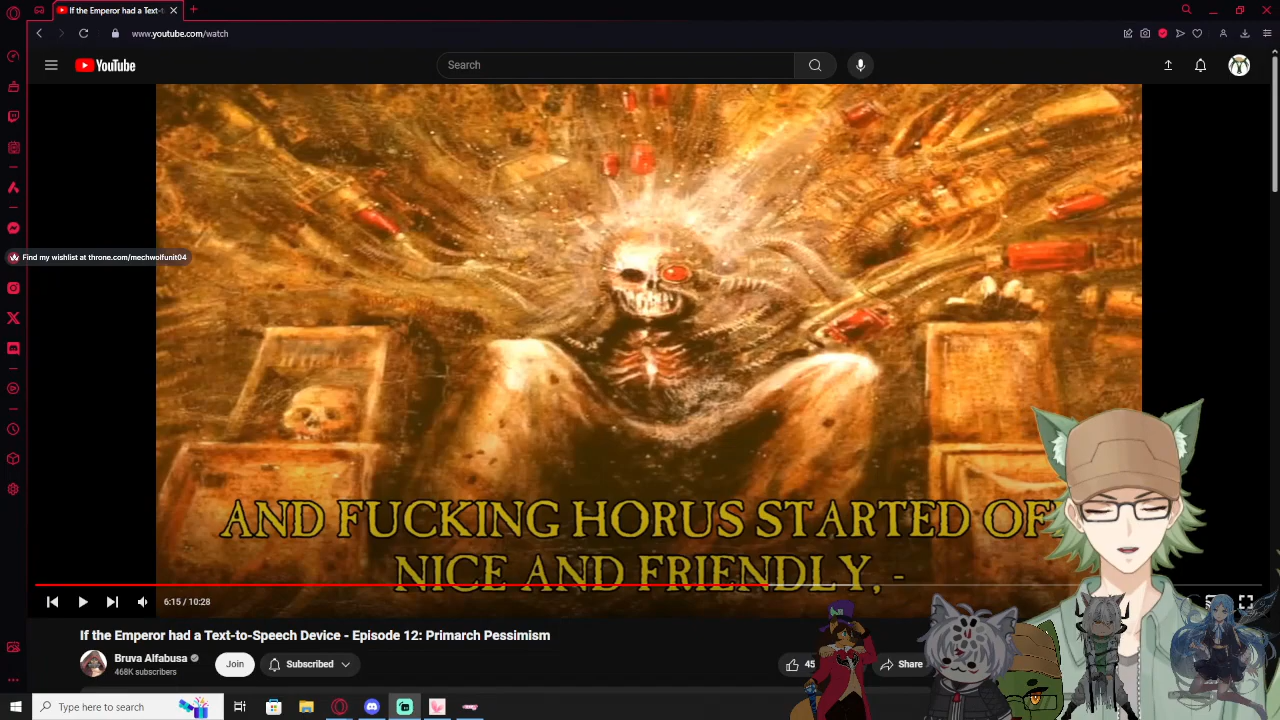 If the Emperor had a Text-t
www.youtube.com/watch
YouTube
Search
Find my wishlist at throne.com/mechwolfunit04
AND FUCKING HORUS STARTED OF
NICE AND FRIENDLY, -
6:15 / 10:28
If the Emperor had a Text-to-Speech Device - Episode 12: Primarch Pessimism
Bruva Alfabusa
468K subscribers
Join
Subscribed
45
Share
Type here to search